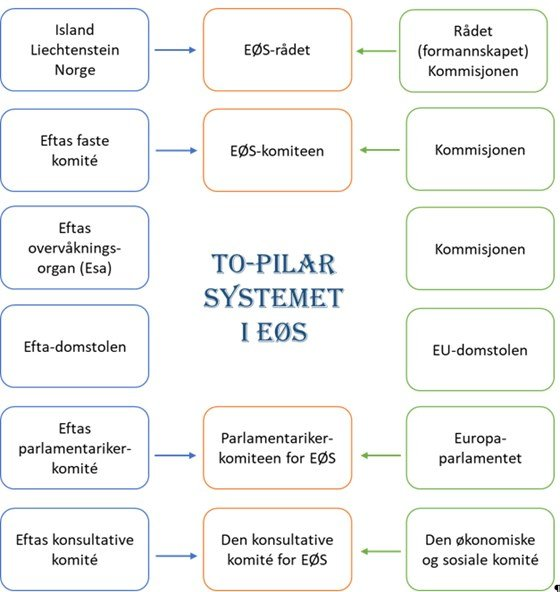 Island
Liechtenstein
Norge
EØS-rådet
Rådet
(formannskapet)
Kommisjonen
Eftas faste
komité
EØS-komiteen
Kommisjonen
Eftas
overvåknings-
organ (Esa)
Kommisjonen
TO-PILAR
SYSTEMET
I EØS
Efta-domstolen
EU-domstolen
Eftas
parlamentariker-
komité
Parlamentariker-
komiteen for EØS
Europa-
parlamentet
Eftas konsultative
komité
Den konsultative
komité for EØS
Den økonomiske
og sosiale komité
¶